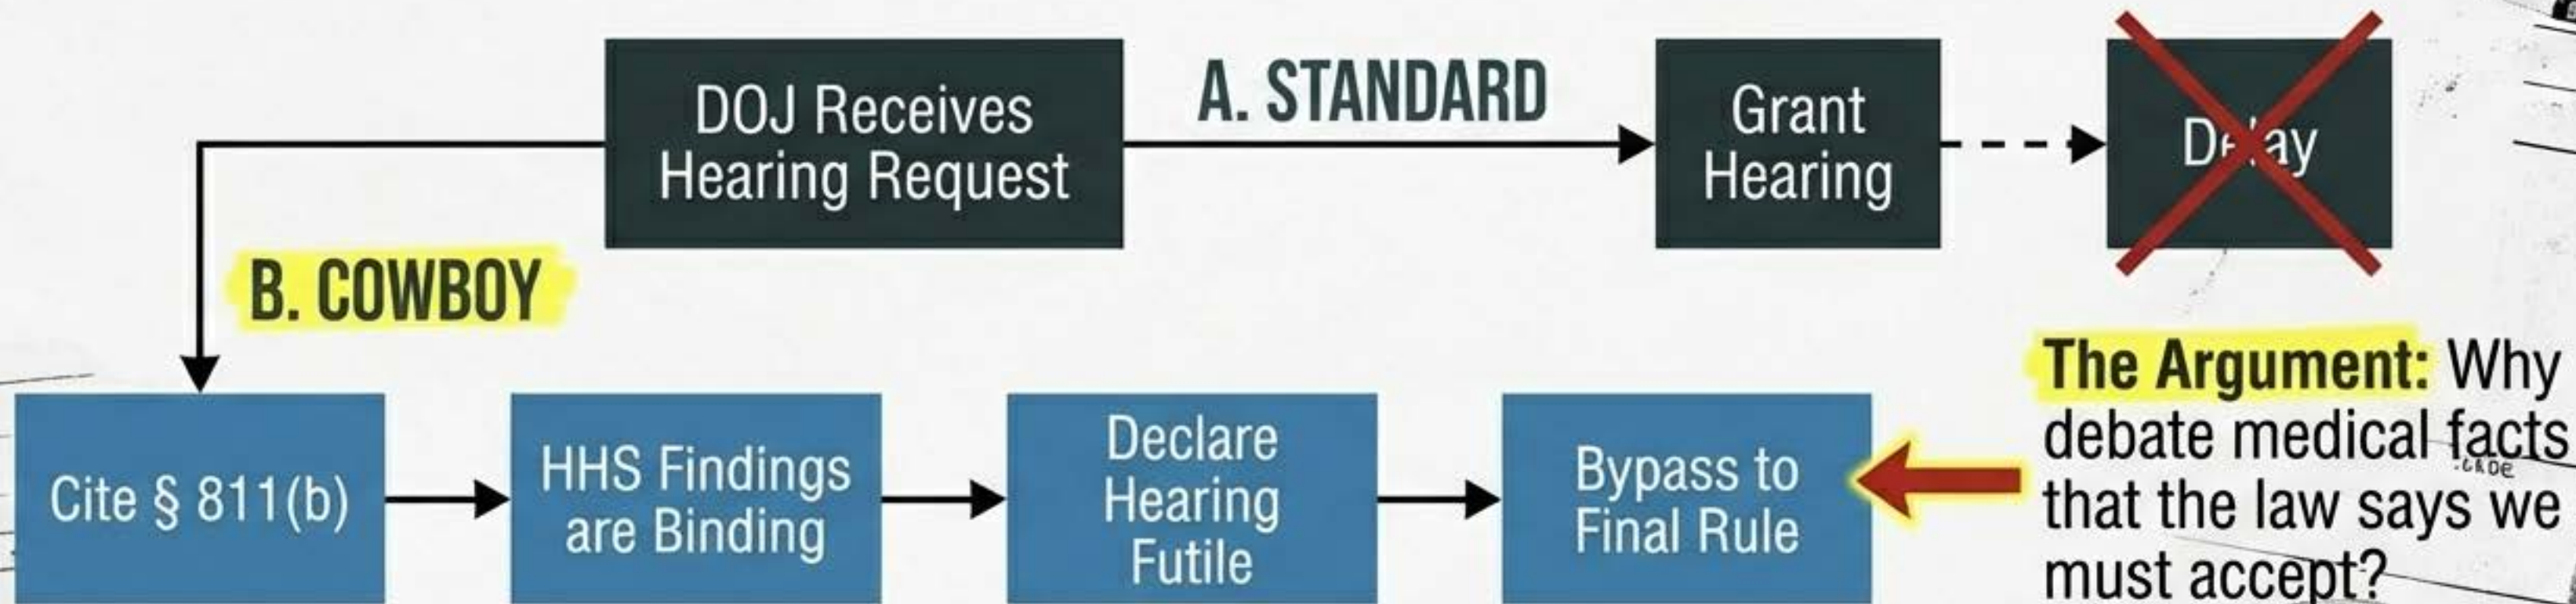 DOJ Receives
Hearing Request
A. STANDARD
Grant
Hearing
Delay
B. COWBOY
Cite § 811(b)
HHS Findings
are Binding
Declare
Hearing
Futile
Bypass to
Final Rule
The Argument: Why
debate medical facts
that the law says we
must accept?